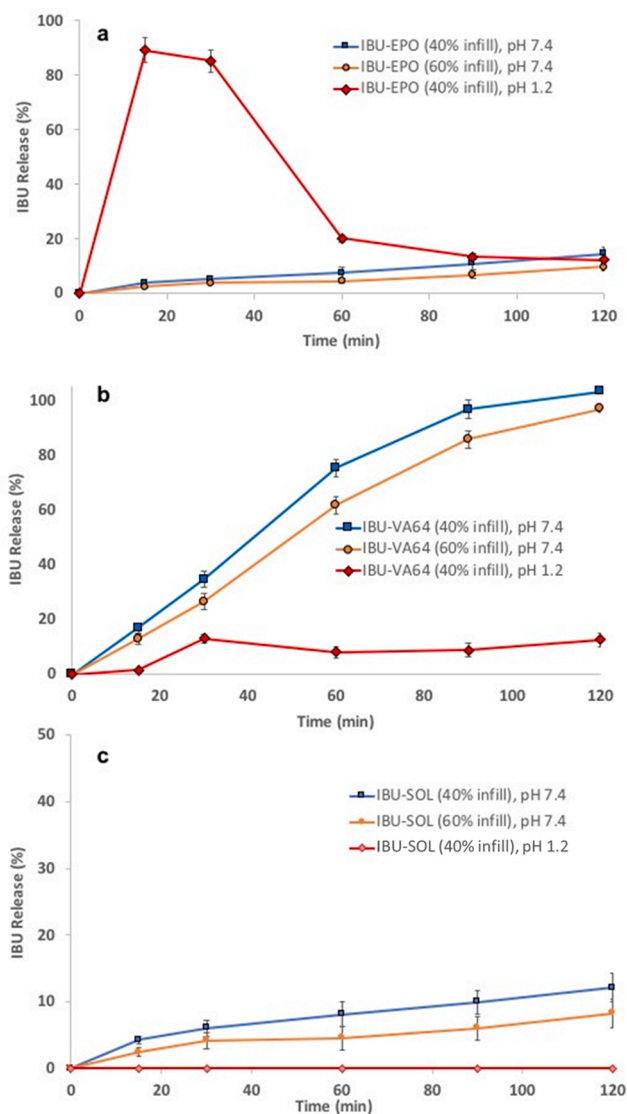 a
IBU-EPO (40% infill), pH 7.4
IBU-EPO (60% infill), pH 7.4
IBU-EPO (40% infill), pH 1.2
IBU Release (%)
100
80
60
40
20
0
0 20 40 60 80 100 120
Time (min)
b
IBU-VA64 (40% infill), pH 7.4
IBU-VA64 (60% infill), pH 7.4
IBU-VA64 (40% infill), pH 1.2
IBU Release (%)
100
80
60
40
20
0
0 20 40 60 80 100 120
Time (min)
c
IBU-SOL (40% infill), pH 7.4
IBU-SOL (60% infill), pH 7.4
IBU-SOL (40% infill), pH 1.2
IBU Release (%)
50
40
30
20
10
0
0 20 40 60 80 100 120
Time (min)